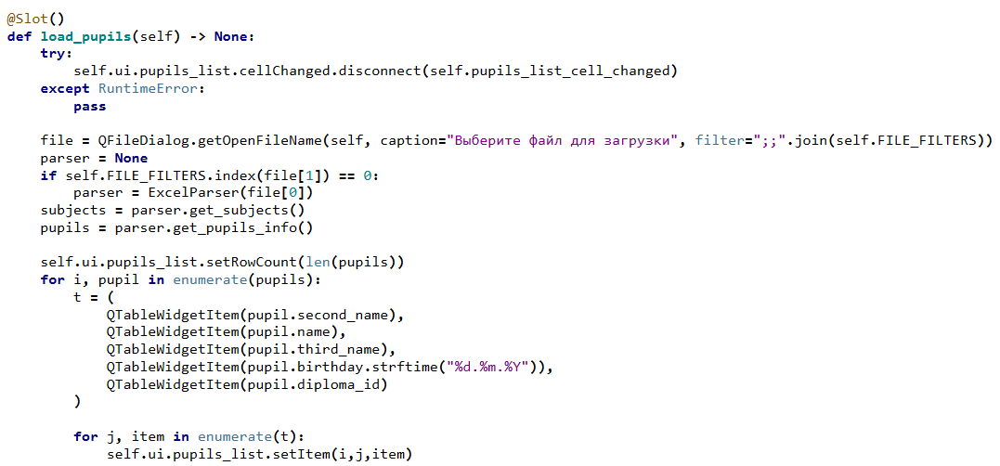 @Slot()
def load_pupils(self) -> None:
    try:
        self.ui.pupils_list.cellChanged.disconnect(self.pupils_list_cell_changed)
    except RuntimeError:
        pass

    file = QFileDialog.getOpenFileName(self, caption="Выберите файл для загрузки", filter=";;".join(self.FILE_FILTERS))
    parser = None
    if self.FILE_FILTERS.index(file[1]) == 0:
        parser = ExcelParser(file[0])
    subjects = parser.get_subjects()
    pupils = parser.get_pupils_info()

    self.ui.pupils_list.setRowCount(len(pupils))
    for i, pupil in enumerate(pupils):
        t = (
            QTableWidgetItem(pupil.second_name),
            QTableWidgetItem(pupil.name),
            QTableWidgetItem(pupil.third_name),
            QTableWidgetItem(pupil.birthday.strftime("%d.%m.%Y")),
            QTableWidgetItem(pupil.diploma_id)
        )

        for j, item in enumerate(t):
            self.ui.pupils_list.setItem(i,j,item)